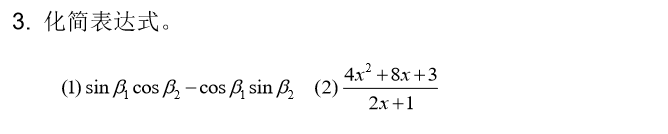 3. 化简表达式。
(1) sin β₁ cos β₂ − cos β₁ sin β₂ (2) (4x² + 8x + 3)/(2x + 1)